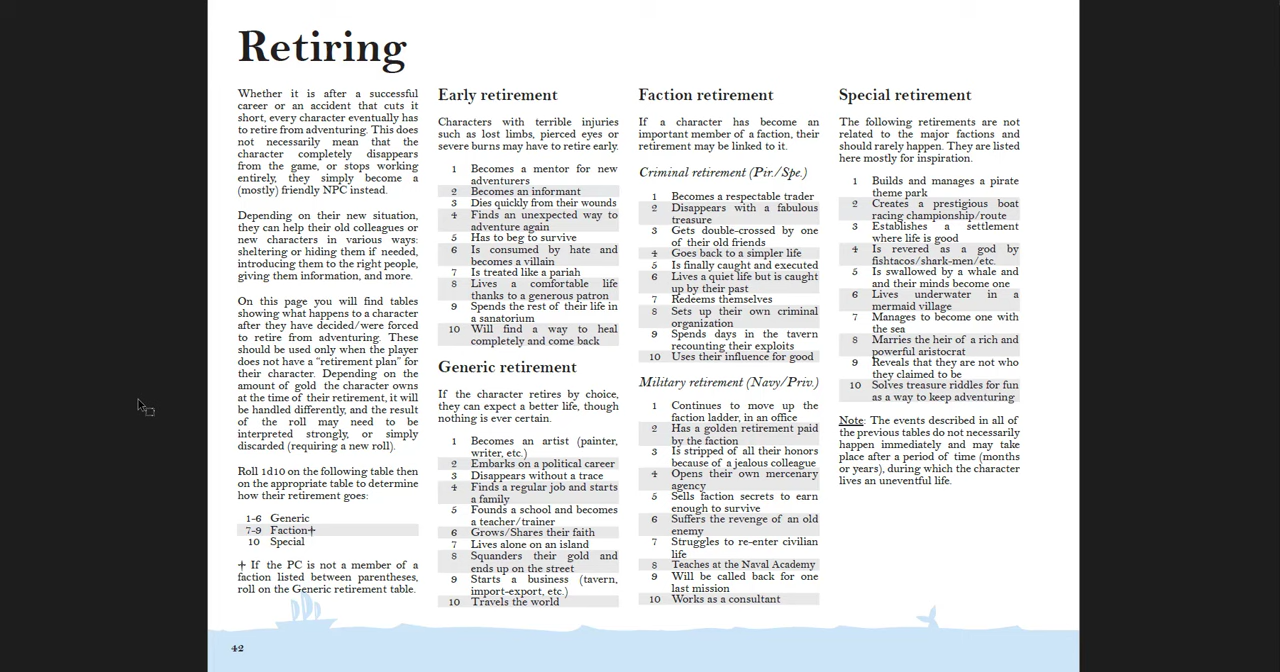 Retiring
Whether it is after a successful
career or an accident that cuts it
short, every character eventually has
to retire from adventuring. This does
not necessarily mean that the
character completely disappears
from the game, or stops working
entirely, they simply become a
(mostly) friendly NPC instead.
Depending on their new situation,
they can help their old colleagues or
new characters in various ways:
sheltering or hiding them if needed,
introducing them to the right people,
giving them information, and more.
On this page you will find tables
showing what happens to a character
after they have decided/were forced
to retire from adventuring. These
should be used only when the player
does not have a "retirement plan" for
their character. Depending on the
amount of gold the character owns
at the time of their retirement, it will
be handled differently, and the result
of the roll may need to be
interpreted strongly, or simply
discarded (requiring a new roll).
Roll 1d10 on the following table then
on the appropriate table to determine
how their retirement goes:
1-6 Generic
7-9 Faction†
10 Special
† If the PC is not a member of a
faction listed between parentheses,
roll on the Generic retirement table.
Early retirement
Characters with terrible injuries
such as lost limbs, pierced eyes or
severe burns may have to retire early.
1 Becomes a mentor for new
adventurers
2 Becomes an informant
3 Dies quickly from their wounds
4 Finds an unexpected way to
adventure again
5 Has to beg to survive
6 Is consumed by hate and
becomes a villain
7 Is treated like a pariah
8 Lives a comfortable life
thanks to a generous patron
9 Spends the rest of their life in
a sanatorium
10 Will find a way to heal
completely and come back
Generic retirement
If the character retires by choice,
they can expect a better life, though
nothing is ever certain.
1 Becomes an artist (painter,
writer, etc.)
2 Embarks on a political career
3 Disappears without a trace
4 Finds a regular job and starts
a family
5 Founds a school and becomes
a teacher/trainer
6 Grows/Shares their faith
7 Lives alone on an island
8 Squanders their gold and
ends up on the street
9 Starts a business (tavern,
import-export, etc.)
10 Travels the world
Faction retirement
If a character has become an
important member of a faction, their
retirement may be linked to it.
Criminal retirement (Pir./Spe.)
1 Becomes a respectable trader
2 Disappears with a fabulous
treasure
3 Gets double-crossed by one
of their old friends
4 Goes back to a simpler life
5 Is finally caught and executed
6 Lives a quiet life but is caught
up by their past
7 Redeems themselves
8 Sets up their own criminal
organization
9 Spends days in the tavern
recounting their exploits
10 Uses their influence for good
Military retirement (Navy/Priv.)
1 Continues to move up the
faction ladder, in an office
2 Has a golden retirement paid
by the faction
3 Is stripped of all their honors
because of a jealous colleague
4 Opens their own mercenary
agency
5 Sells faction secrets to earn
enough to survive
6 Suffers the revenge of an old
enemy
7 Struggles to re-enter civilian
life
8 Teaches at the Naval Academy
9 Will be called back for one
last mission
10 Works as a consultant
Special retirement
The following retirements are not
related to the major factions and
should rarely happen. They are listed
here mostly for inspiration.
1 Builds and manages a pirate
theme park
2 Creates a prestigious boat
racing championship/route
3 Establishes a settlement
where life is good
4 Is revered as a god by
fishtacos/shark-men/etc.
5 Is swallowed by a whale and
and their minds become one
6 Lives underwater in a
mermaid village
7 Manages to become one with
the sea
8 Marries the heir of a rich and
powerful aristocrat
9 Reveals that they are not who
they claimed to be
10 Solves treasure riddles for fun
as a way to keep adventuring
Note: The events described in all of
the previous tables do not necessarily
happen immediately and may take
place after a period of time (months
or years), during which the character
lives an uneventful life.
42